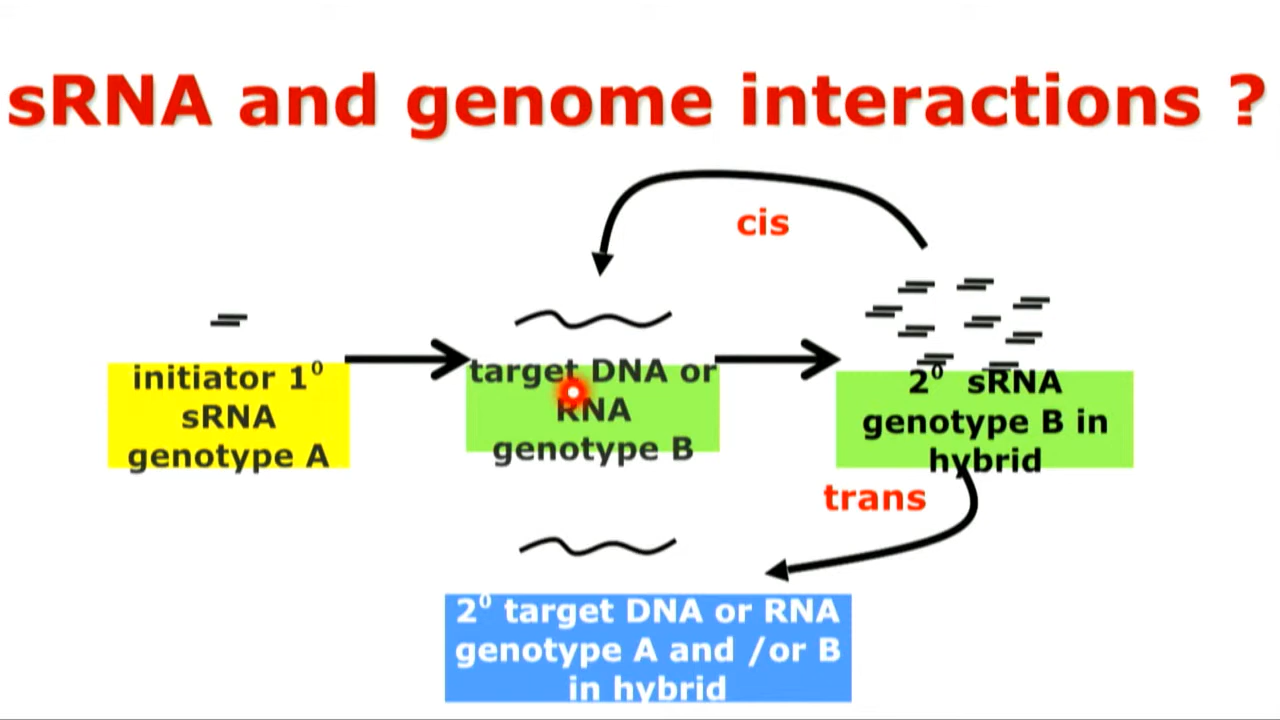 sRNA and genome interactions ?
cis
initiator 1⁰
sRNA
genotype A
target DNA or
RNA
genotype B
2⁰ sRNA
genotype B in
hybrid
trans
2⁰ target DNA or RNA
genotype A and /or B
in hybrid